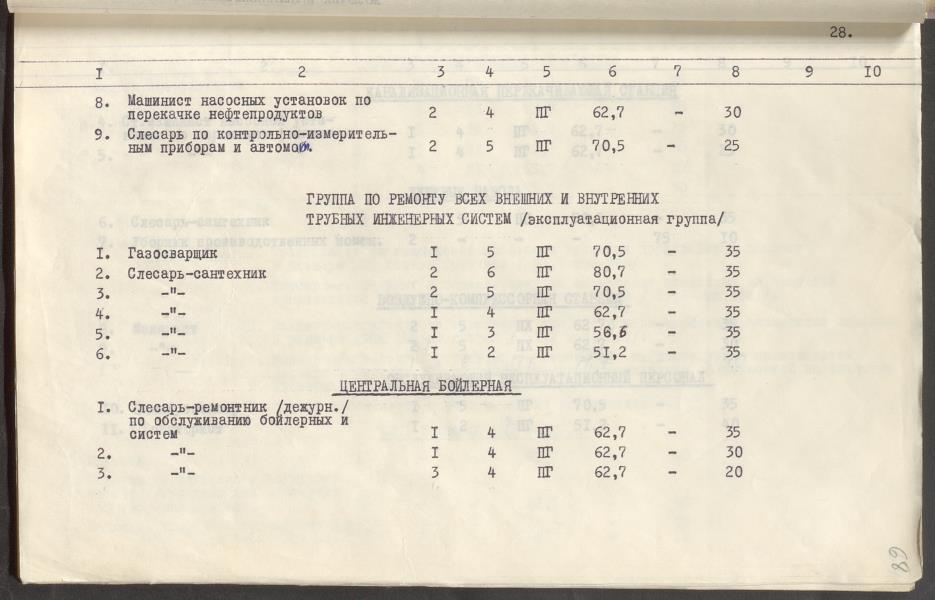 28.
I 2 3 4 5 6 7 8 9 IO
8. Машинист насосных установок по
перекачке нефтепродуктов 2 4 ПГ 62,7 - 30
9. Слесарь по контрольно-измеритель-
ным приборам и автомо 2 5 ПГ 70,5 - 25
ГРУППА ПО РЕМОНТУ ВСЕХ ВНЕШНИХ И ВНУТРЕННИХ
ТРУБНЫХ ИНЖЕНЕРНЫХ СИСТЕМ /эксплуатационная группа/
I. Газосварщик I 5 ПГ 70,5 - 35
2. Слесарь-сантехник 2 6 ПГ 80,7 - 35
3. -"- 2 5 ПГ 70,5 - 35
4. -"- I 4 ПГ 62,7 - 35
5. -"- I 3 ПГ 56,6 - 35
6. -"- I 2 ПГ 5I,2 - 35
ЦЕНТРАЛЬНАЯ БОЙЛЕРНАЯ
I. Слесарь-ремонтник /дежурн./
по обслуживанию бойлерных и
систем I 4 ПГ 62,7 - 35
2. -"- I 4 ПГ 62,7 - 30
3. -"- 3 4 ПГ 62,7 - 20
89